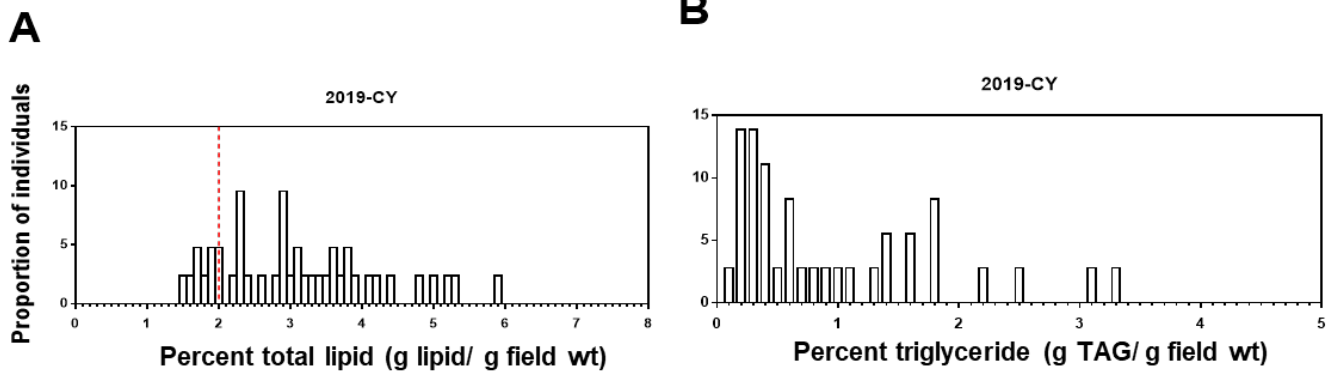 A
2019-CY
Proportion of individuals
15
10
5
0
0 1 2 3 4 5 6 7 8
Percent total lipid (g lipid/ g field wt)
B
2019-CY
15
10
5
0
0 1 2 3 4 5
Percent triglyceride (g TAG/ g field wt)